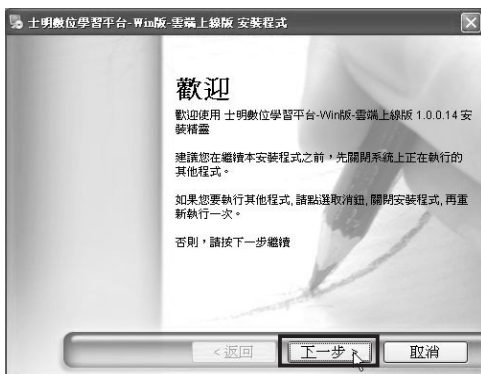 士明數位學習平台-Win版-雲端上線版 安裝程式
歡迎
歡迎使用 士明數位學習平台-Win版-雲端上線版 1.0.0.14 安
裝精靈
建議您在繼續本安裝程式之前，先關閉系統上正在執行的
其他程式。
如果您要執行其他程式, 請點選取消鈕, 關閉安裝程式, 再重
新執行一次。
否則，請按下一步繼續
< 返回 下一步 > 取消